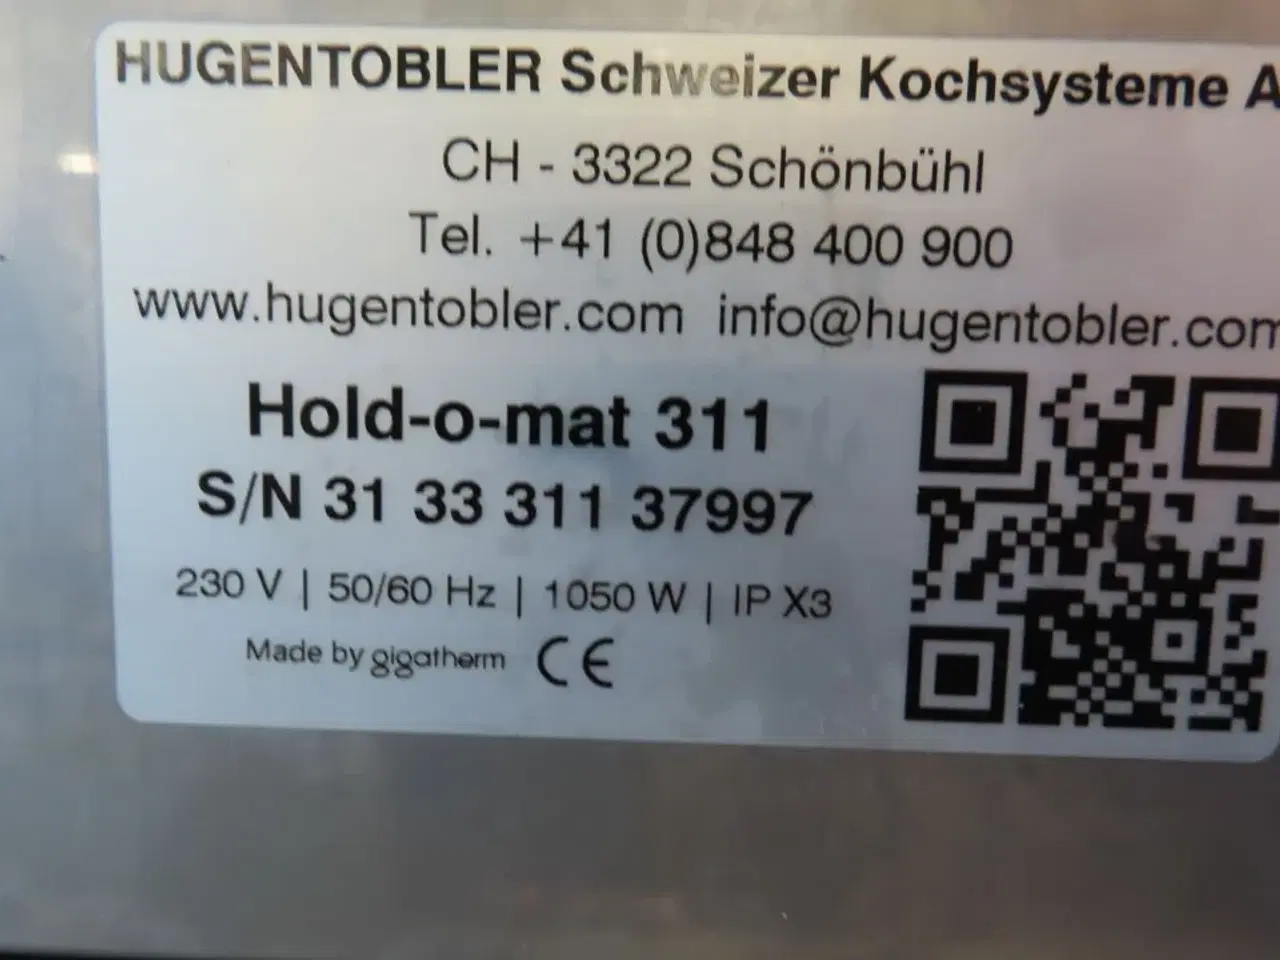 HUGENTOBLER Schweizer Kochsysteme A
CH - 3322 Schönbühl
Tel. +41 (0)848 400 900
www.hugentobler.com info@hugentobler.com
Hold-o-mat 311
S/N 31 33 311 37997
230 V | 50/60 Hz | 1050 W | IP X3
Made by gigatherm CE